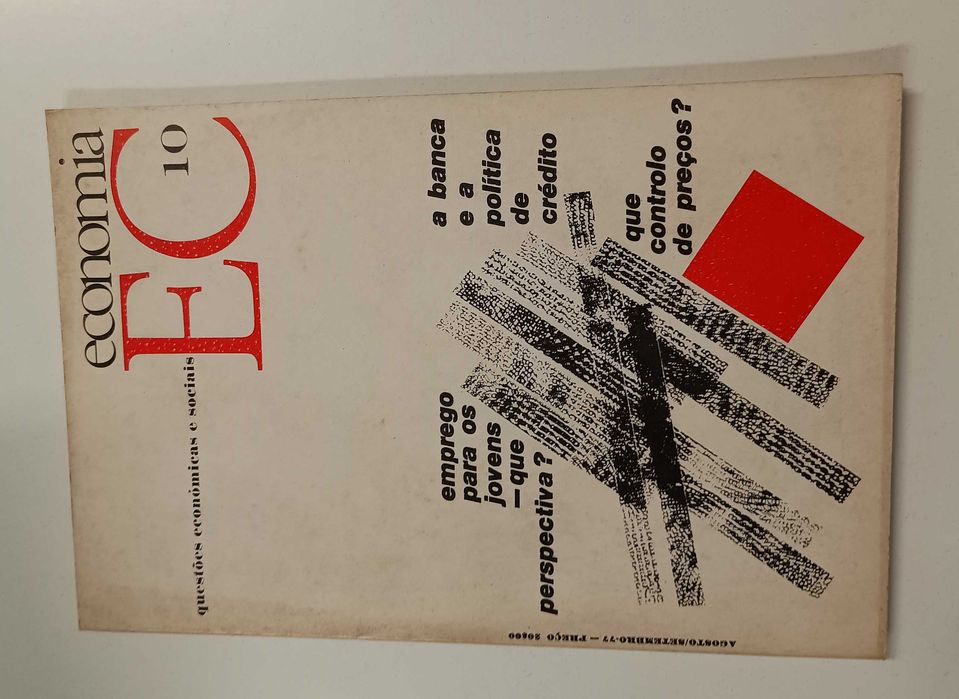 economia
EC
10
questões económicas e sociais
a banca
e a
política
de
crédito
emprego
para os
jovens
—que
perspectiva?
que
controlo
de preços?
AGOSTO/SETEMBRO-77 — PREÇO 20$00